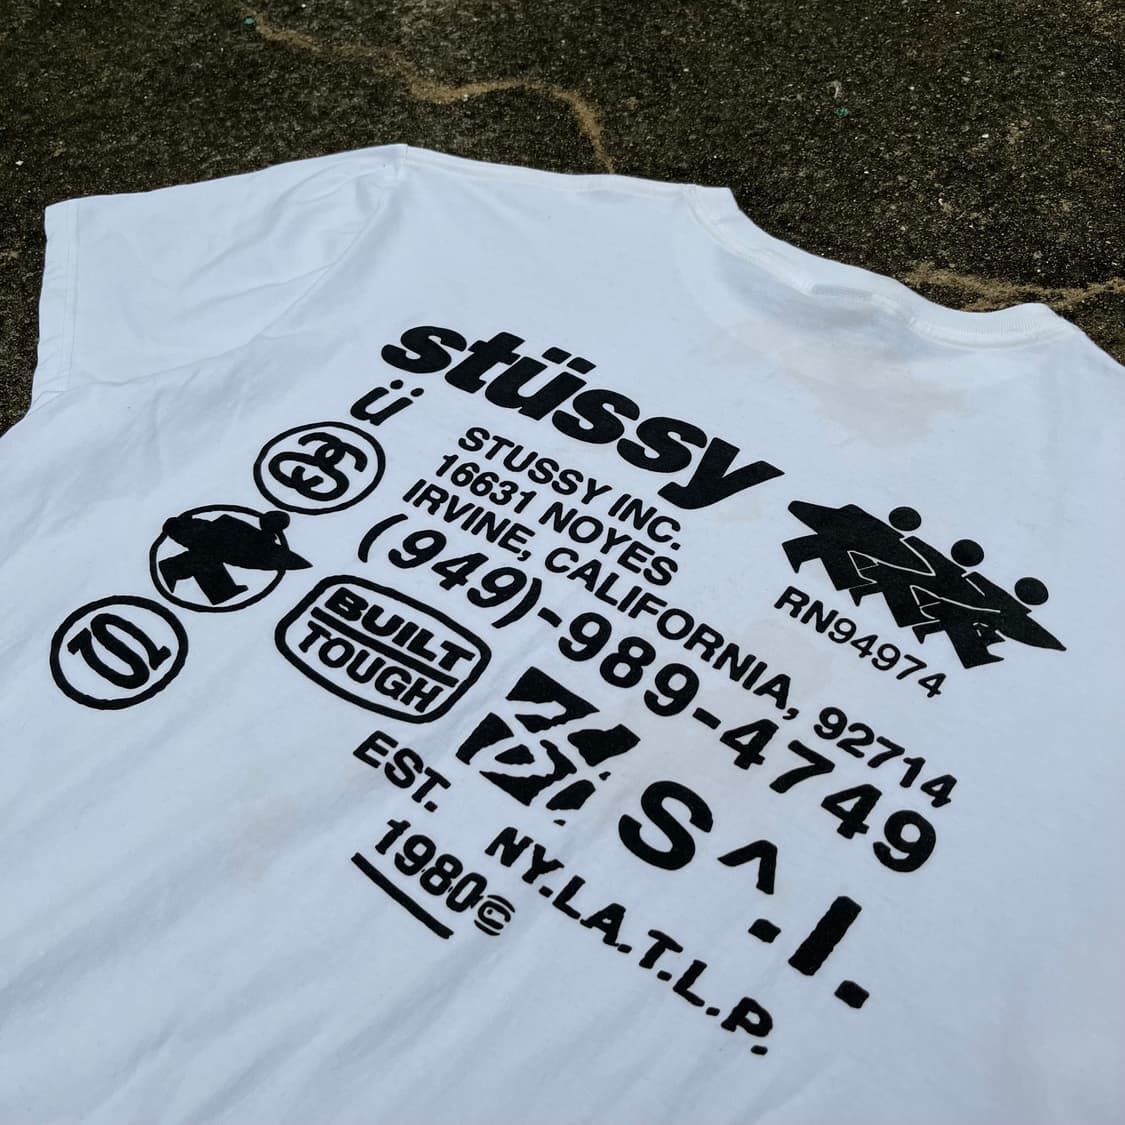 stüssy
ü
STUSSY INC.
16631 NOYES
IRVINE, CALIFORNIA, 92714
(949)-989-4749
RN94974
BUILT
TOUGH
S^.I.
EST.
1980©
NY.LA.T.L.P.